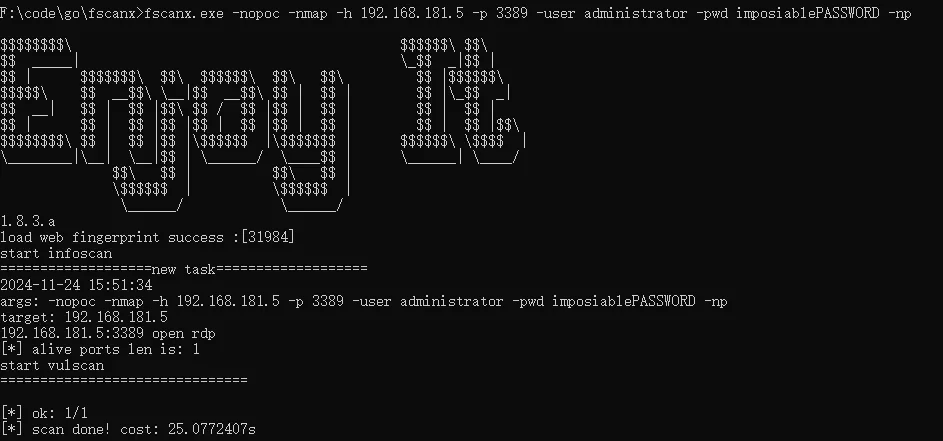 F:\code\go\fscanx>fscanx.exe -nopoc -nmap -h 192.168.181.5 -p 3389 -user administrator -pwd imposiablePASSWORD -np
Enjoy It
1.8.3.a
load web fingerprint success :[31984]
start infoscan
===================new task===================
2024-11-24 15:51:34
args: -nopoc -nmap -h 192.168.181.5 -p 3389 -user administrator -pwd imposiablePASSWORD -np
target: 192.168.181.5
192.168.181.5:3389 open rdp
[*] alive ports len is: 1
start vulscan
===============================
[*] ok: 1/1
[*] scan done! cost: 25.0772407s